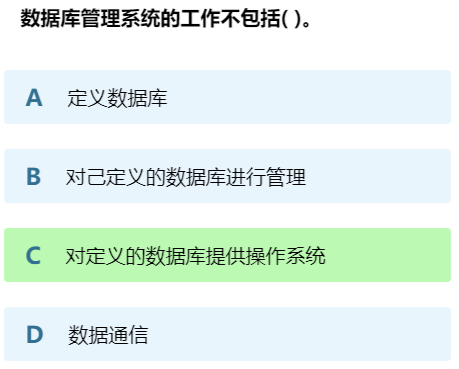 数据库管理系统的工作不包括( )。
A 定义数据库
B 对己定义的数据库进行管理
C 对定义的数据库提供操作系统
D 数据通信